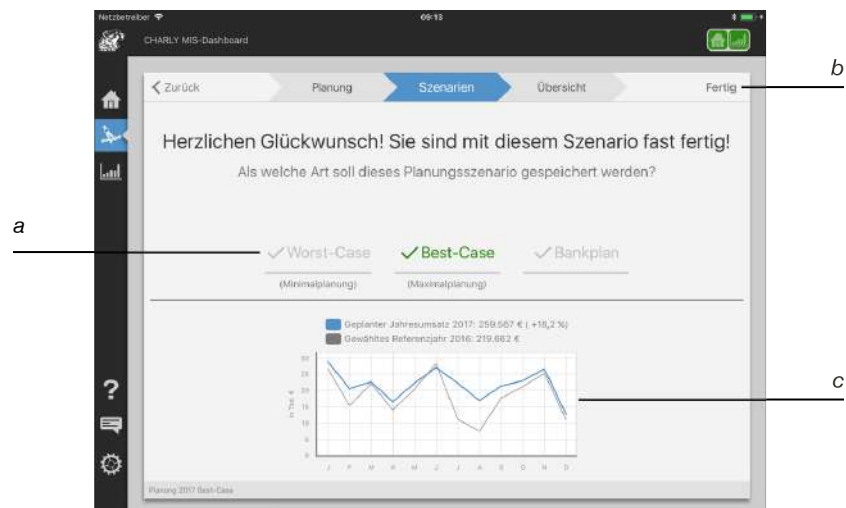 Netzbetreiber 09:13
CHARLY MIS-Dashboard
b
Zurück Planung Szenarien Übersicht Fertig
Herzlichen Glückwunsch! Sie sind mit diesem Szenario fast fertig!
Als welche Art soll dieses Planungsszenario gespeichert werden?
a
Worst-Case Best-Case Bankplan
(Minimalplanung) (Maximalplanung)
Geplanter Jahresumsatz 2017: 259.567 € ( +18,2 %)
Gewähltes Referenzjahr 2016: 219.662 €
30
25
20
15
10
5
0
in Tsd. €
c
J F M A M J J A S O N D
?
Planung 2017 Best-Case